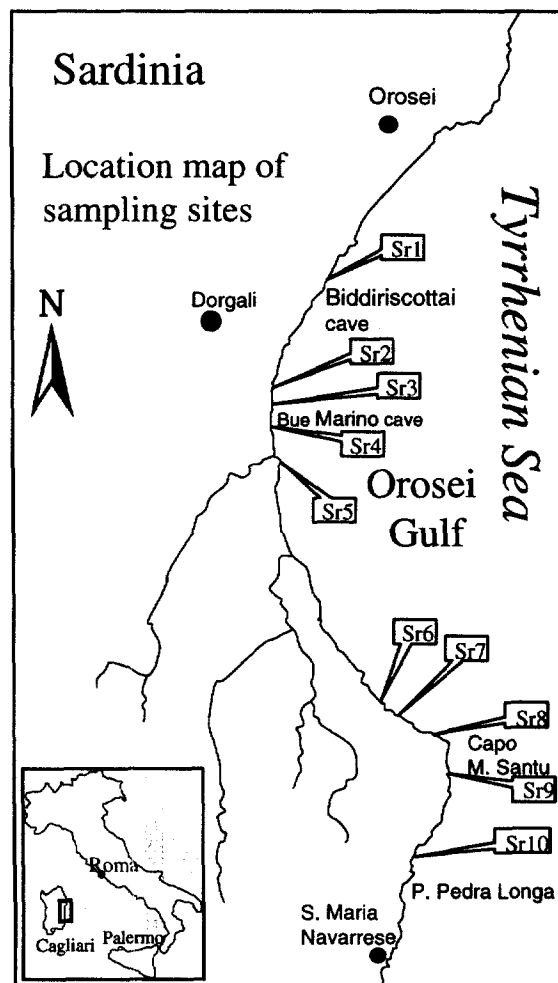 Sardinia
Orosei
Location map of
sampling sites
Tyrrhenian Sea
Sr1
N
Dorgali
Biddiriscottai
cave
Sr2
Sr3
Bue Marino cave
Sr4
Orosei
Gulf
Sr5
Sr6
Sr7
Sr8
Capo
M. Santu
Sr9
Sr10
P. Pedra Longa
S. Maria
Navarrese
Roma
Cagliari
Palermo